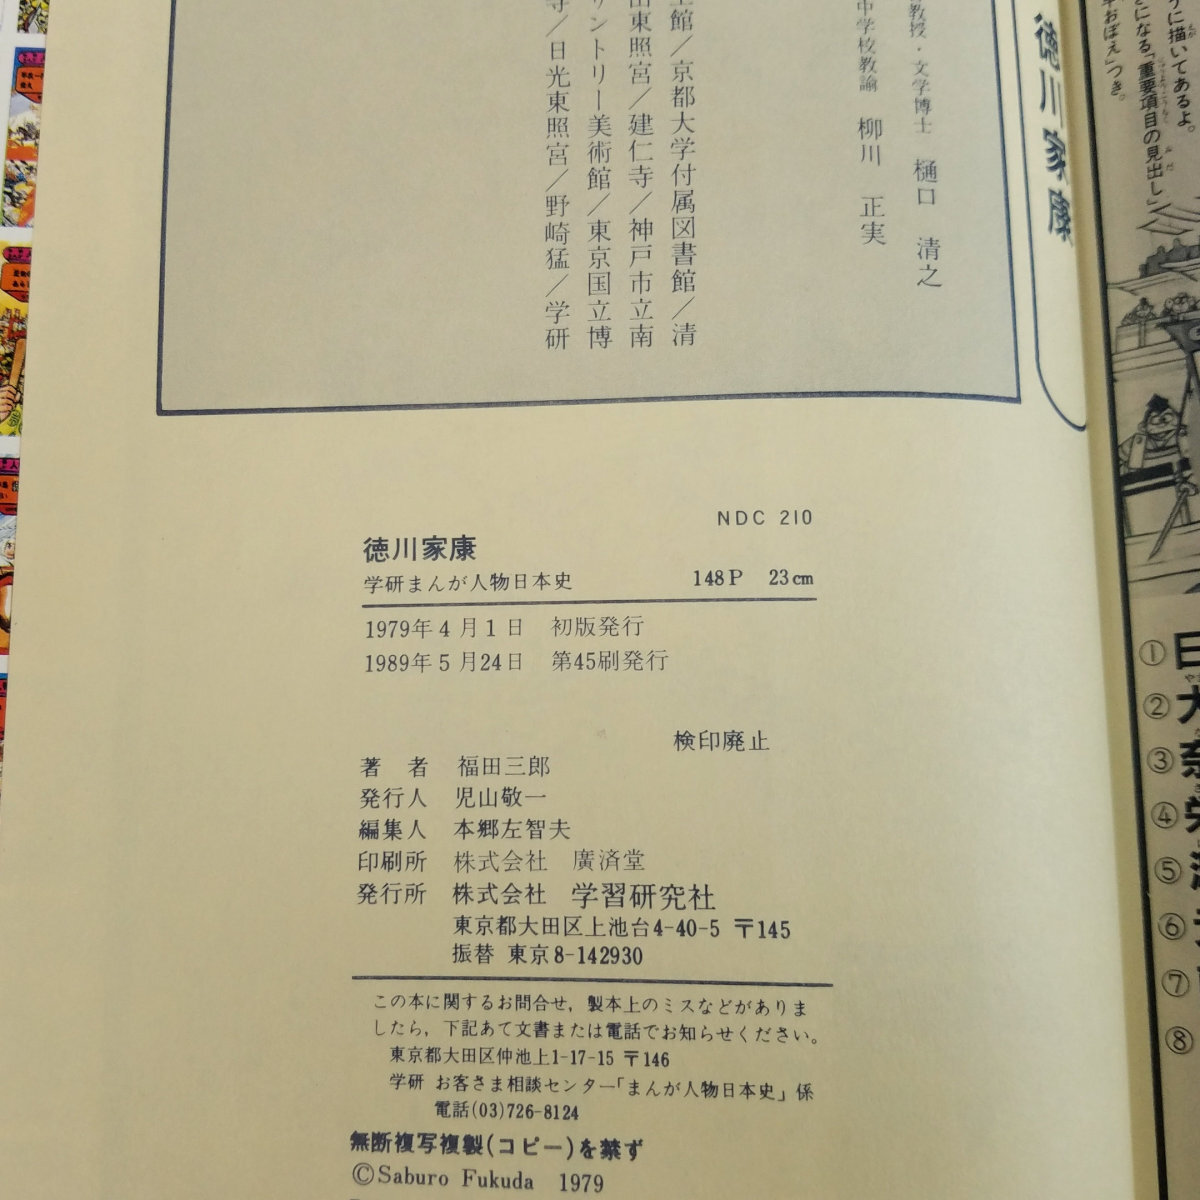 徳川家康
教授・文学博士 樋口 清之
中学校教諭 柳川 正実
館／京都大学付属図書館／清
東照宮／建仁寺／神戸市立南
サントリー美術館／東京国立博
／日光東照宮／野崎猛／学研
NDC 210
徳川家康
学研まんが人物日本史 148P 23cm
1979年4月1日 初版発行
1989年5月24日 第45刷発行
検印廃止
著 者 福田三郎
発行人 児山敬一
編集人 本郷左智夫
印刷所 株式会社 廣済堂
発行所 株式会社 学習研究社
東京都大田区上池台4-40-5 〒145
振替 東京8-142930
この本に関するお問合せ，製本上のミスなどがありま
したら，下記あて文書または電話でお知らせください。
東京都大田区仲池上1-17-15 〒146
学研 お客さま相談センター「まんが人物日本史」係
電話(03)726-8124
無断複写複製(コピー)を禁ず
©Saburo Fukuda 1979
に描いてあるよ。
になる「重要項目の見出し」
おぼえ」つき。
①
②
③
④
⑤
⑥
⑦
⑧